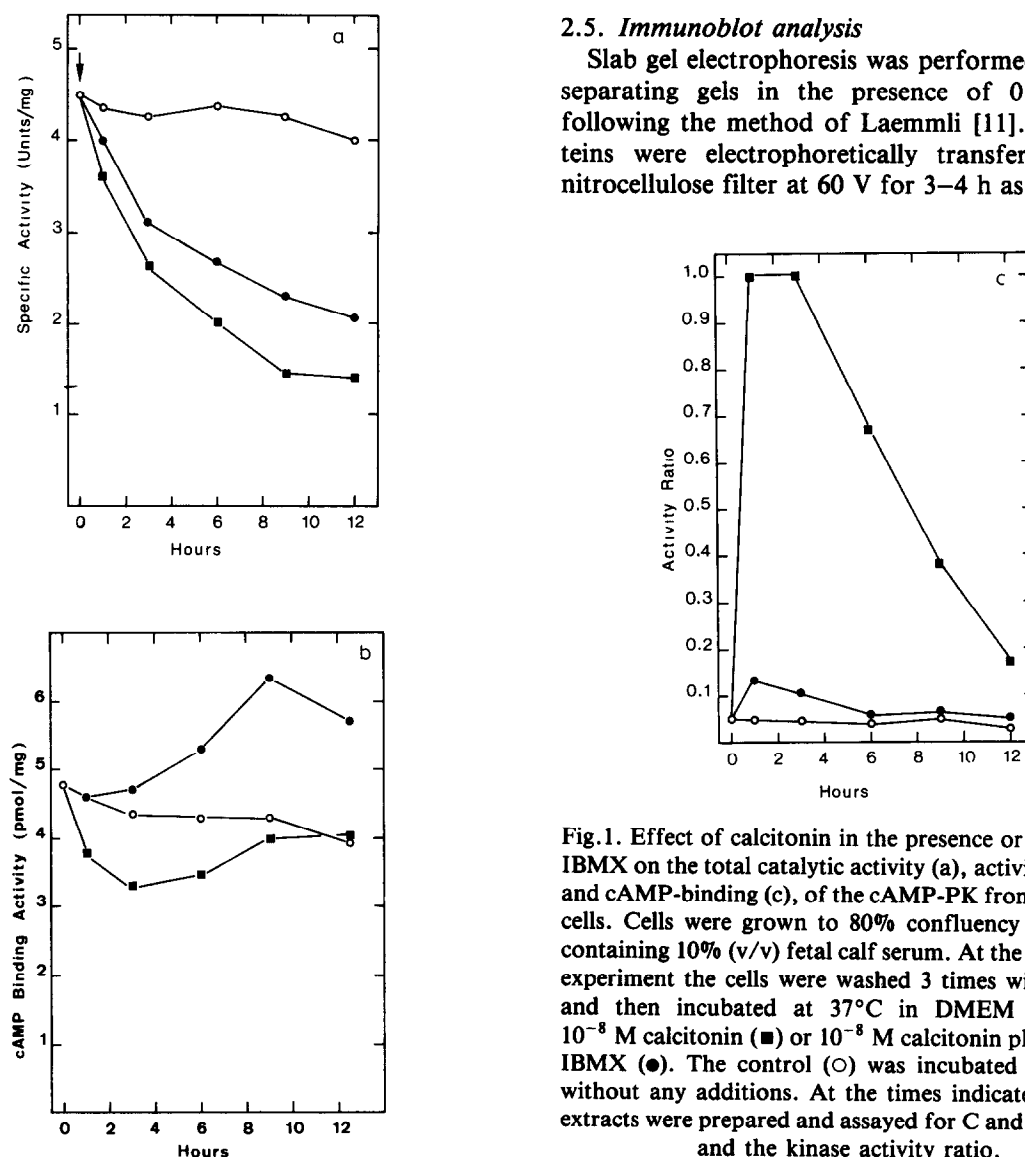 a
5
4
3
2
1
Specific Activity (Units/mg)
0 2 4 6 8 10 12
Hours
b
6
5
4
3
2
1
cAMP Binding Activity (pmol/mg)
0 2 4 6 8 10 12
Hours
2.5. Immunoblot analysis
Slab gel electrophoresis was performe
separating gels in the presence of 0
following the method of Laemmli [11].
teins were electrophoretically transfer
nitrocellulose filter at 60 V for 3–4 h as
c
1.0
0.9
0.8
0.7
0.6
0.5
0.4
0.3
0.2
0.1
Activity Ratio
0 2 4 6 8 10 12
Hours
Fig.1. Effect of calcitonin in the presence or
IBMX on the total catalytic activity (a), activi
and cAMP-binding (c), of the cAMP-PK from
cells. Cells were grown to 80% confluency
containing 10% (v/v) fetal calf serum. At the
experiment the cells were washed 3 times wi
and then incubated at 37°C in DMEM
10⁻⁸ M calcitonin (■) or 10⁻⁸ M calcitonin pl
IBMX (●). The control (○) was incubated
without any additions. At the times indicate
extracts were prepared and assayed for C and
and the kinase activity ratio.